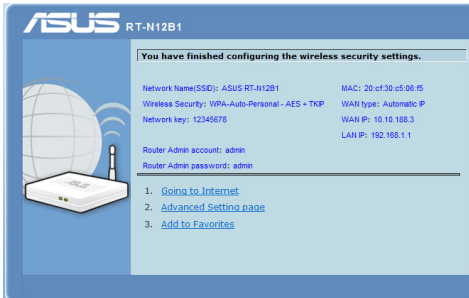 ASUS RT-N12B1
You have finished configuring the wireless security settings.
Network Name(SSID): ASUS RT-N12B1
MAC: 20:cf:30:c5:06:f5
Wireless Security: WPA-Auto-Personal - AES + TKIP
WAN type: Automatic IP
Network key: 12345678
WAN IP: 10.10.188.3
LAN IP: 192.168.1.1
Router Admin account: admin
Router Admin password: admin
1. Going to Internet
2. Advanced Setting page
3. Add to Favorites